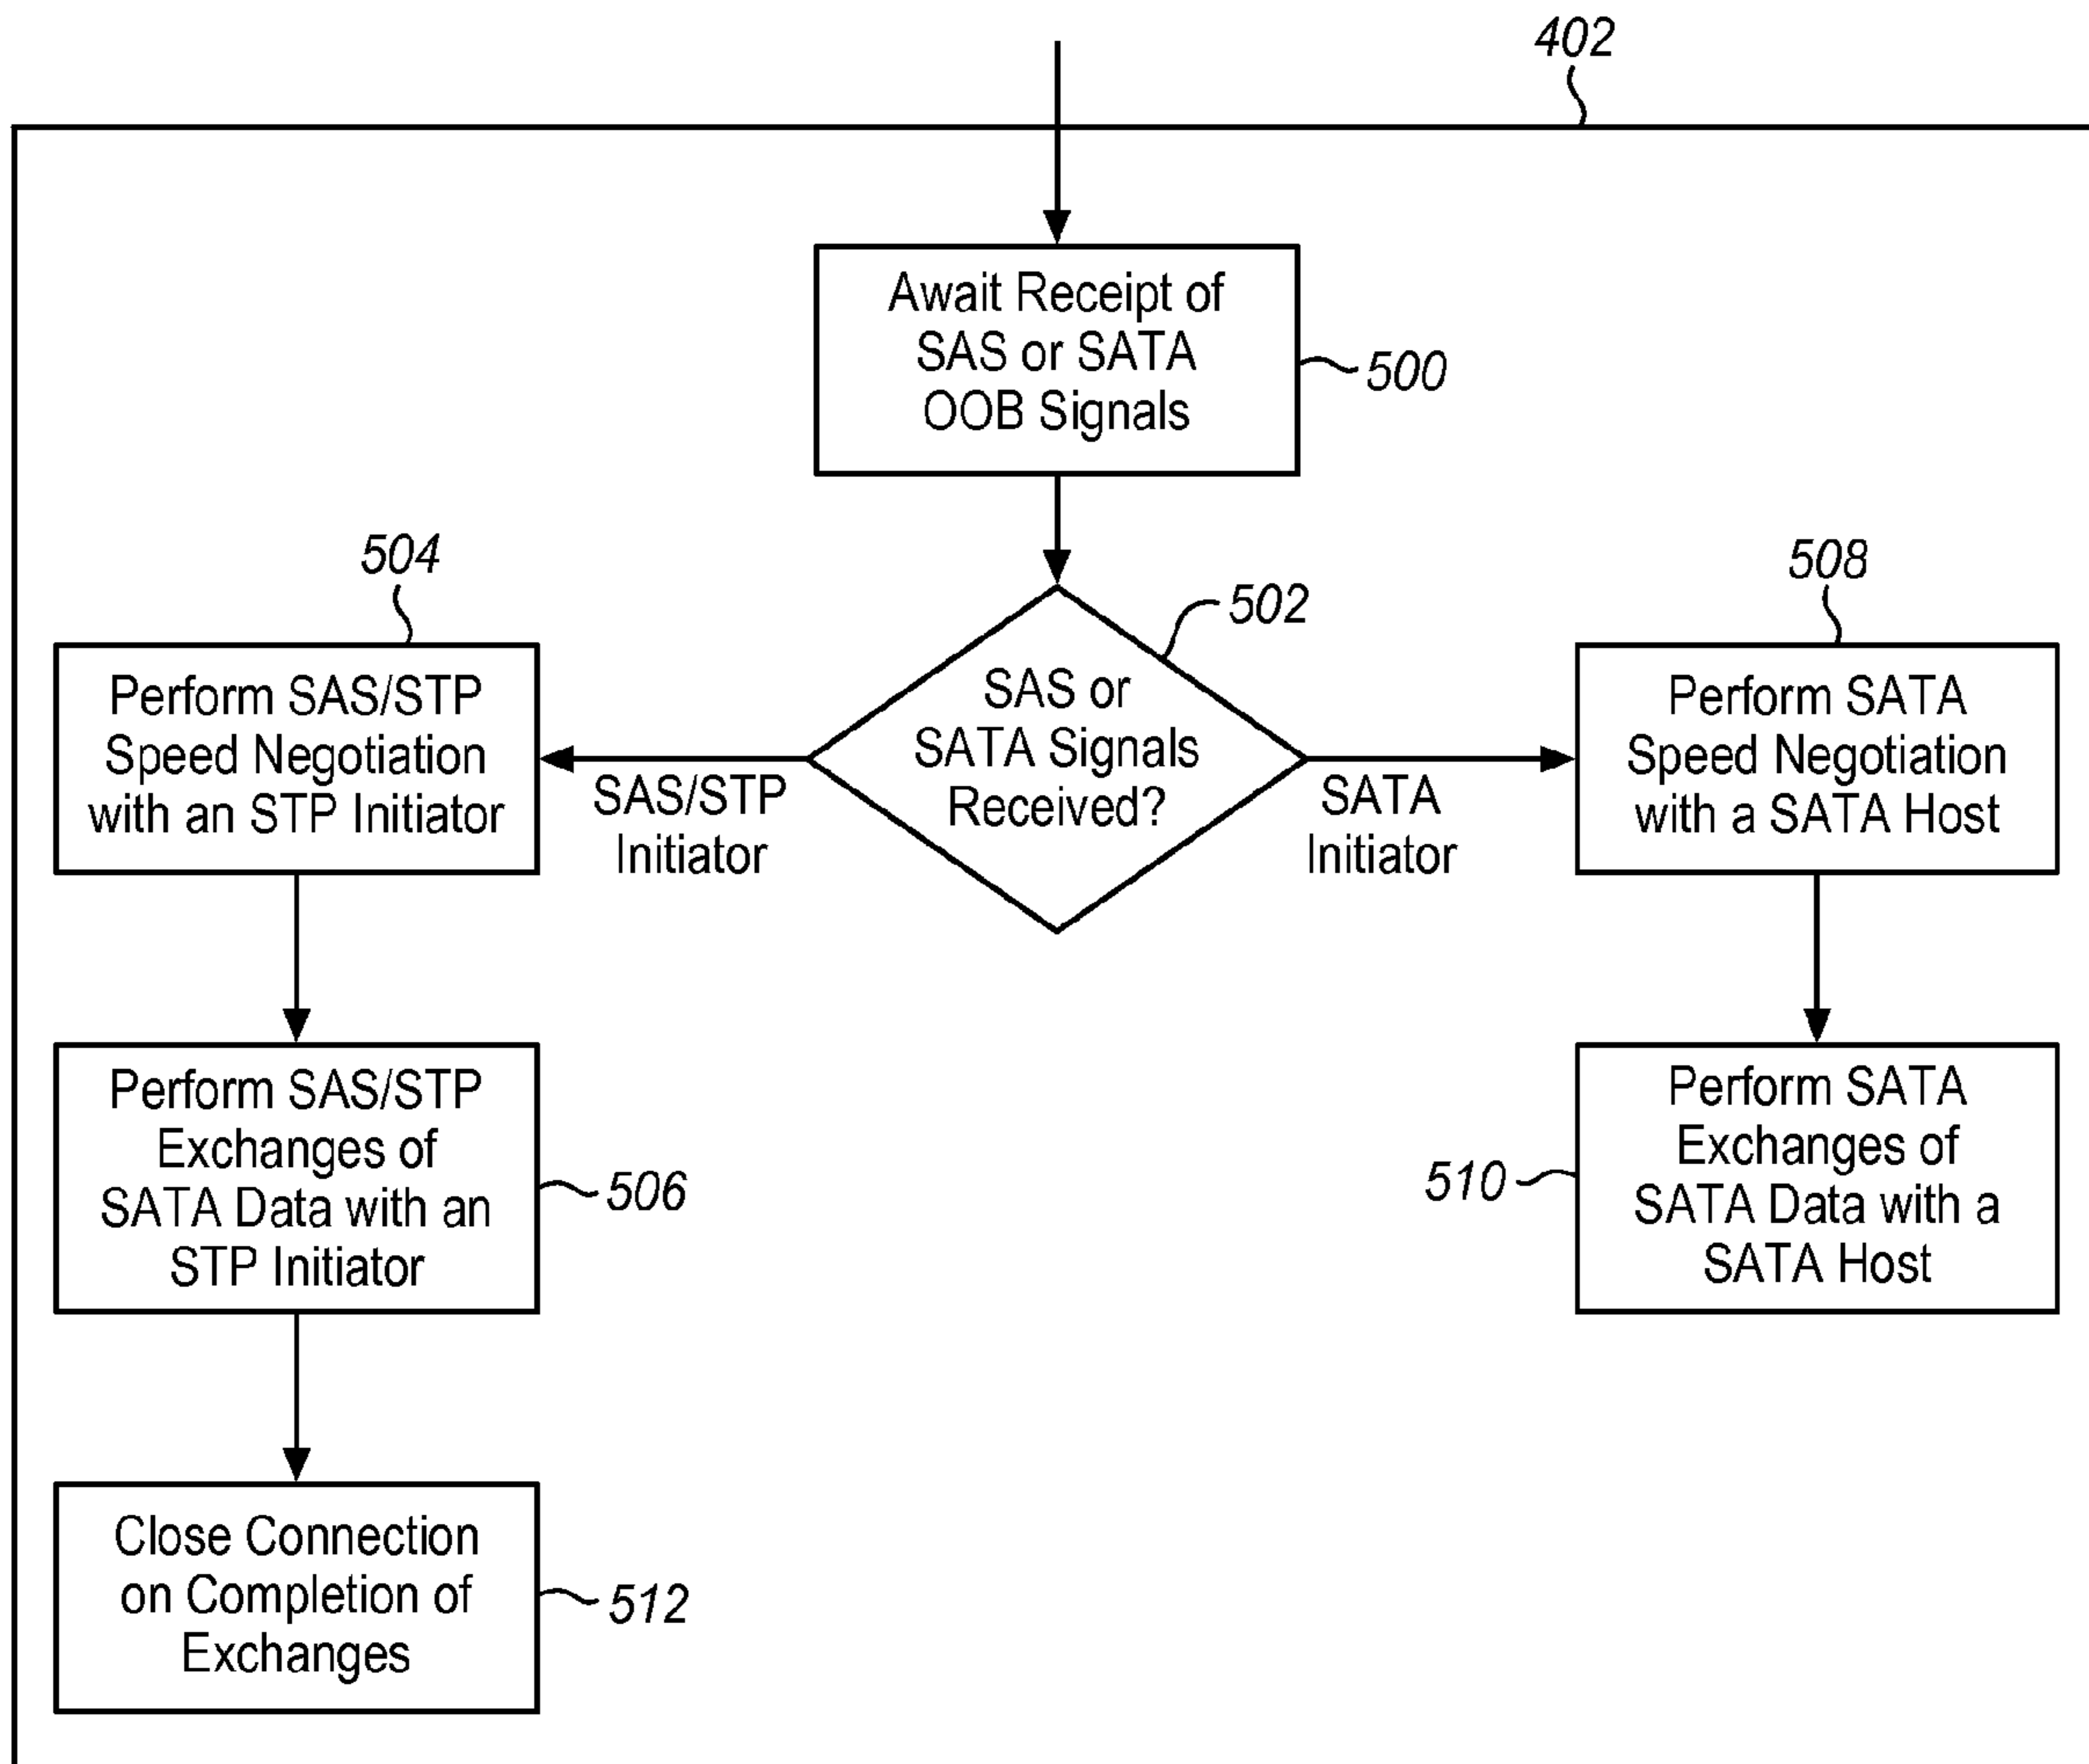 402
Await Receipt of
SAS or SATA
OOB Signals
500
502
SAS or
SATA Signals
Received?
SAS/STP
Initiator
SATA
Initiator
504
Perform SAS/STP
Speed Negotiation
with an STP Initiator
508
Perform SATA
Speed Negotiation
with a SATA Host
Perform SAS/STP
Exchanges of
SATA Data with an
STP Initiator
506
510
Perform SATA
Exchanges of
SATA Data with a
SATA Host
Close Connection
on Completion of
Exchanges
512